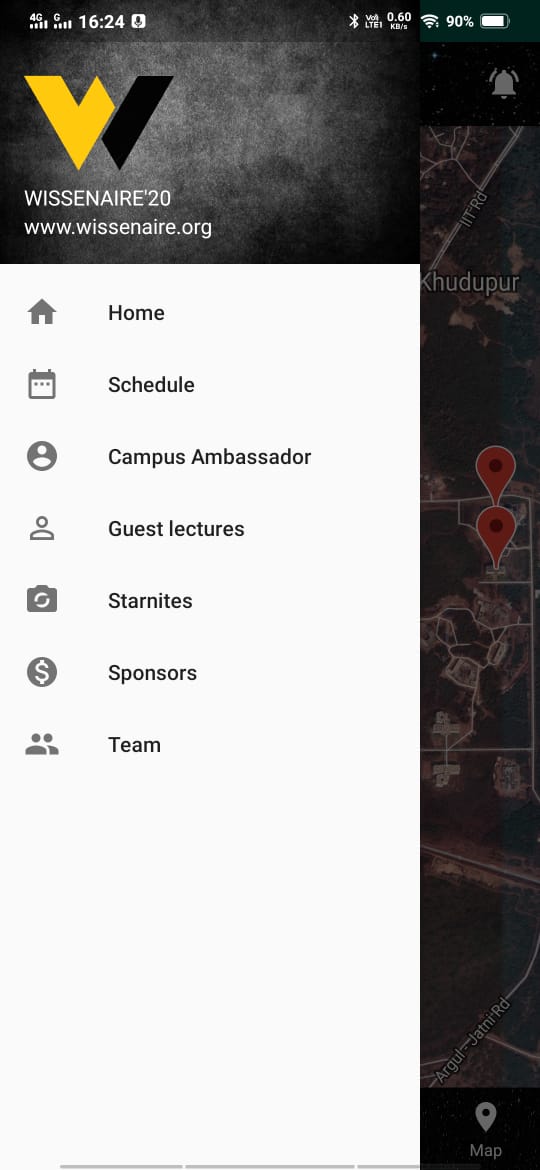 4G G 16:24 Vo) LTE1 0.60 KB/s 90%
WISSENAIRE'20
www.wissenaire.org
Home
Schedule
Campus Ambassador
Guest lectures
Starnites
Sponsors
Team
IIT Rd
Khudupur
Argul - Jatni Rd
Map